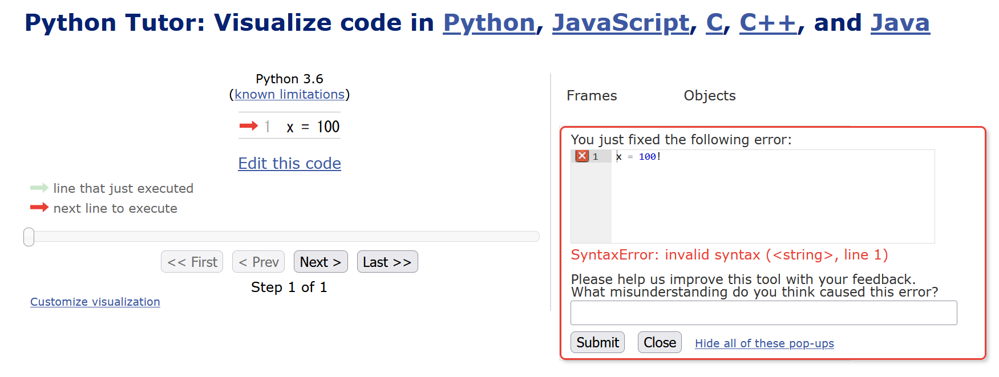 Python Tutor: Visualize code in Python, JavaScript, C, C++, and Java
Python 3.6
(known limitations)
1 x = 100
Edit this code
line that just executed
next line to execute
<< First < Prev Next > Last >>
Step 1 of 1
Customize visualization
Frames Objects
You just fixed the following error:
1 x = 100!
SyntaxError: invalid syntax (<string>, line 1)
Please help us improve this tool with your feedback.
What misunderstanding do you think caused this error?
Submit Close Hide all of these pop-ups